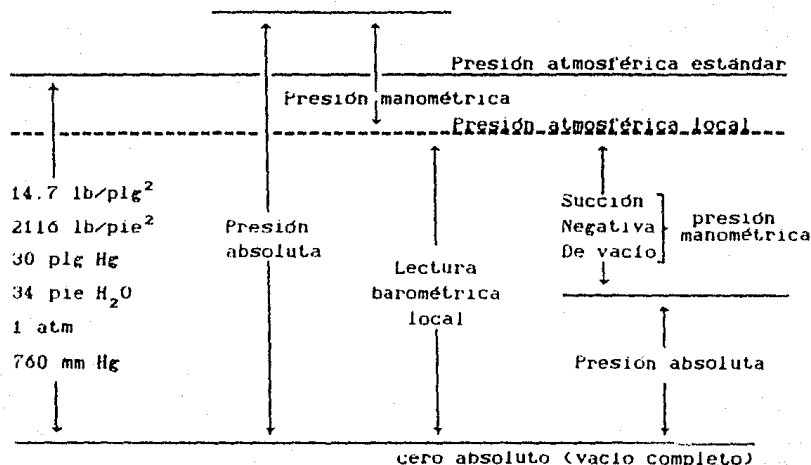 Presión atmosférica estándar
Presión manométrica
Presión atmosférica local
14.7 lb/plg²
2116 lb/pie²
30 plg Hg
34 pie H₂O
1 atm
760 mm Hg
Presión
absoluta
Lectura
barométrica
local
Succión
Negativa
De vacío
presión
manométrica
Presión absoluta
cero absoluto (vacío completo)